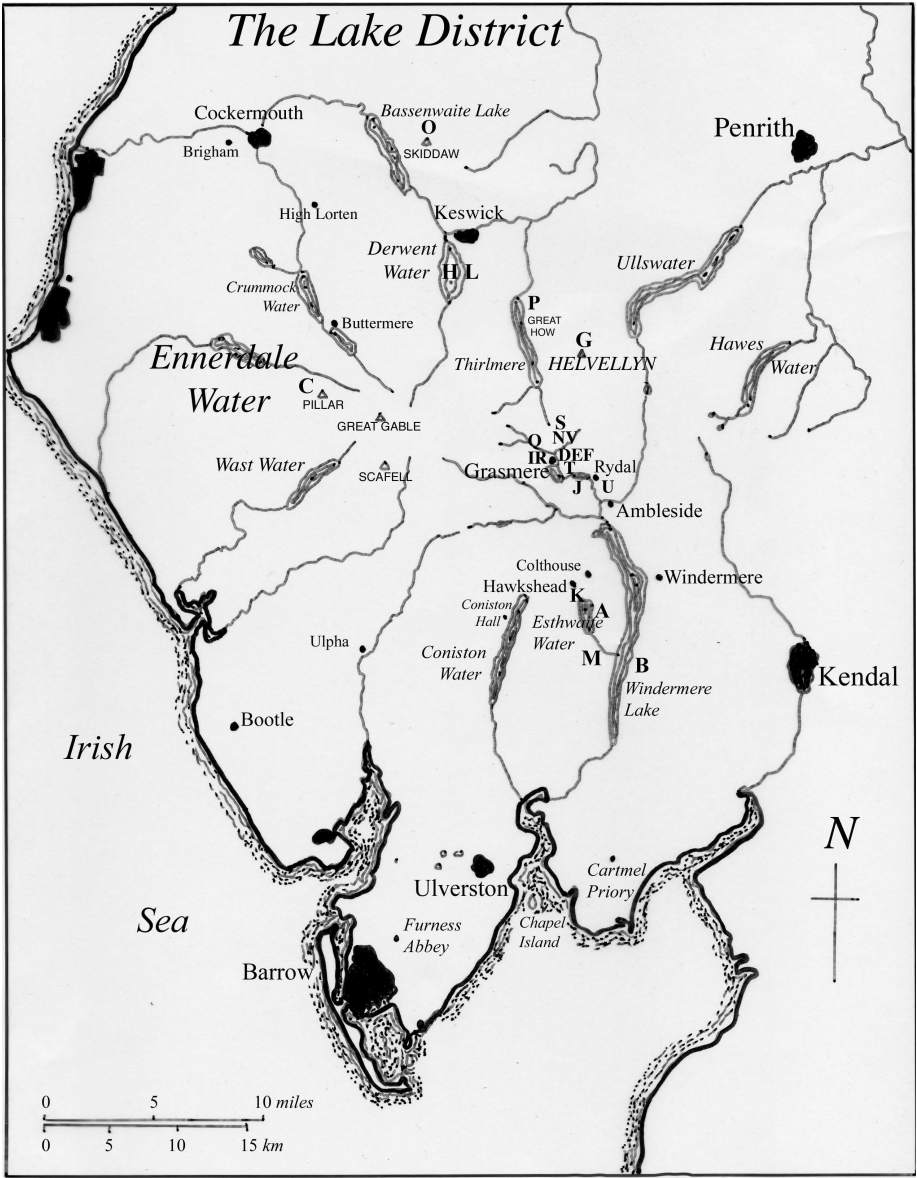 The Lake District
Cockermouth
Bassenwaite Lake
O
SKIDDAW
Penrith
Brigham
High Lorten
Keswick
Derwent
Water
H L
Ullswater
Crummock
Water
P
GREAT
HOW
Buttermere
G
HELVELLYN
Thirlmere
Hawes
Water
Ennerdale
Water
C
PILLAR
GREAT GABLE
S
NV
Q
DEF
IR
T
Wast Water
SCAFELL
Grasmere
Rydal
J
U
Ambleside
Colthouse
Hawkshead
Windermere
K
A
Coniston
Hall
Esthwaite
Water
Ulpha
Coniston
Water
M
B
Windermere
Lake
Kendal
Bootle
Irish
Sea
N
Ulverston
Cartmel
Priory
Furness
Abbey
Chapel
Island
Barrow
0 5 10 miles
0 5 10 15 km